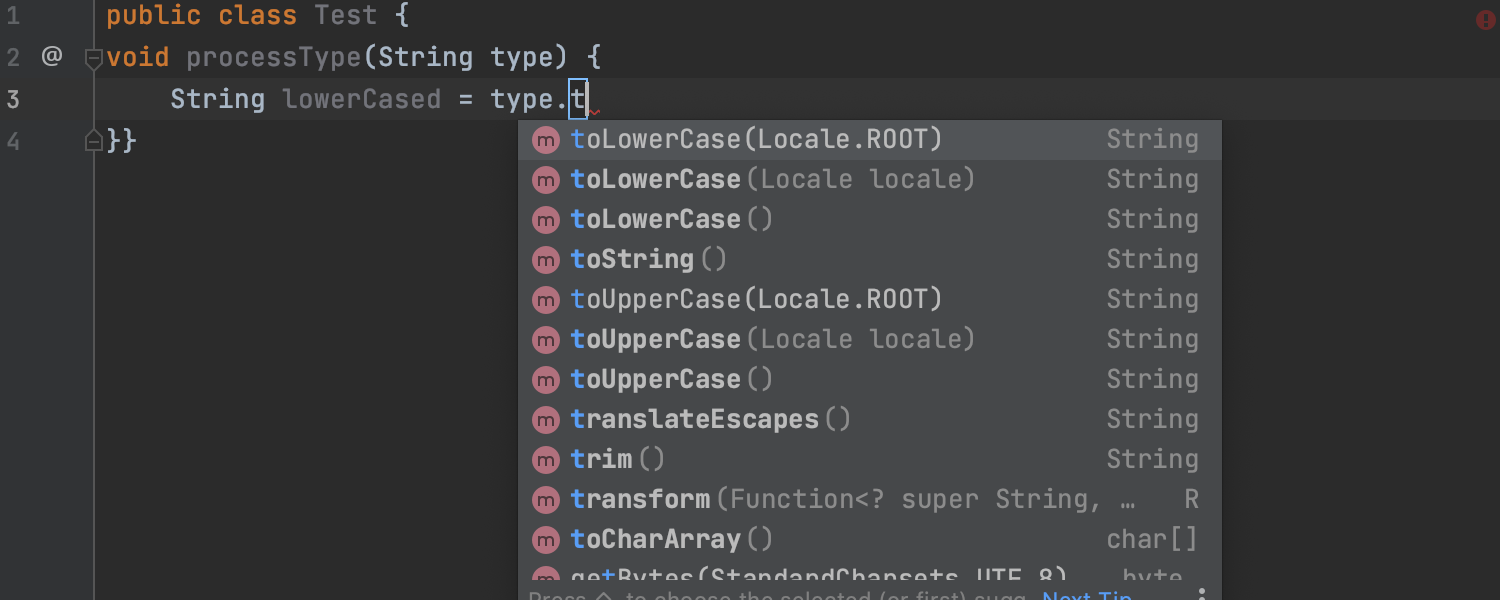 1 public class Test {
2 @ void processType(String type) {
3 String lowerCased = type.t
4 }}
m toLowerCase(Locale.ROOT) String
m toLowerCase(Locale locale) String
m toLowerCase() String
m toString() String
m toUpperCase(Locale.ROOT) String
m toUpperCase(Locale locale) String
m toUpperCase() String
m translateEscapes() String
m trim() String
m transform(Function<? super String, … R
m toCharArray() char[]
m getBytes(StandardCharsets.UTF_8) byte
Press ^. to choose the selected (or first) sugg Next Tip